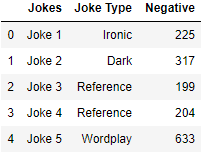 Jokes Joke Type Negative
0 Joke 1 Ironic 225
1 Joke 2 Dark 317
2 Joke 3 Reference 199
3 Joke 4 Reference 204
4 Joke 5 Wordplay 633